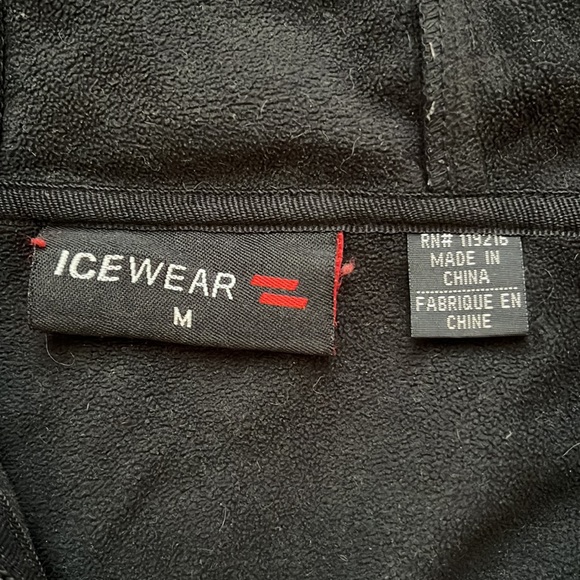 ICEWEAR
M
RN# 119216
MADE IN
CHINA
FABRIQUE EN
CHINE